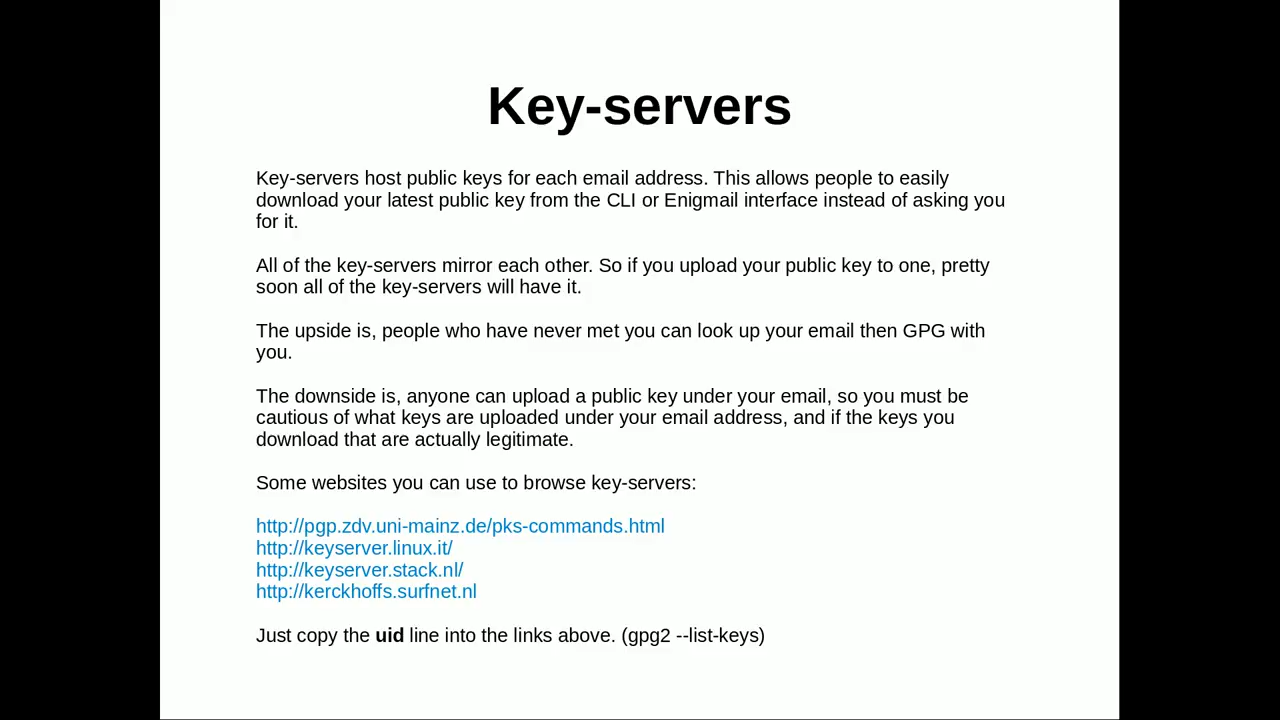 Key-servers
Key-servers host public keys for each email address. This allows people to easily
download your latest public key from the CLI or Enigmail interface instead of asking you
for it.
All of the key-servers mirror each other. So if you upload your public key to one, pretty
soon all of the key-servers will have it.
The upside is, people who have never met you can look up your email then GPG with
you.
The downside is, anyone can upload a public key under your email, so you must be
cautious of what keys are uploaded under your email address, and if the keys you
download that are actually legitimate.
Some websites you can use to browse key-servers:
http://pgp.zdv.uni-mainz.de/pks-commands.html
http://keyserver.linux.it/
http://keyserver.stack.nl/
http://kerckhoffs.surfnet.nl
Just copy the uid line into the links above. (gpg2 --list-keys)